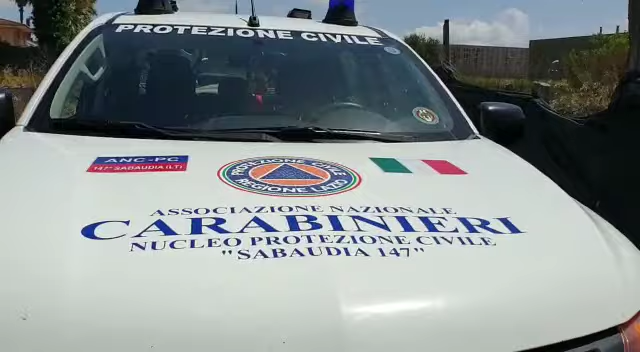 PROTEZIONE CIVILE
ANC-PC
147° SABAUDIA (LT)
PROTEZIONE CIVILE
REGIONE LAZIO
ASSOCIAZIONE NAZIONALE
CARABINIERI
NUCLEO PROTEZIONE CIVILE
"SABAUDIA 147"